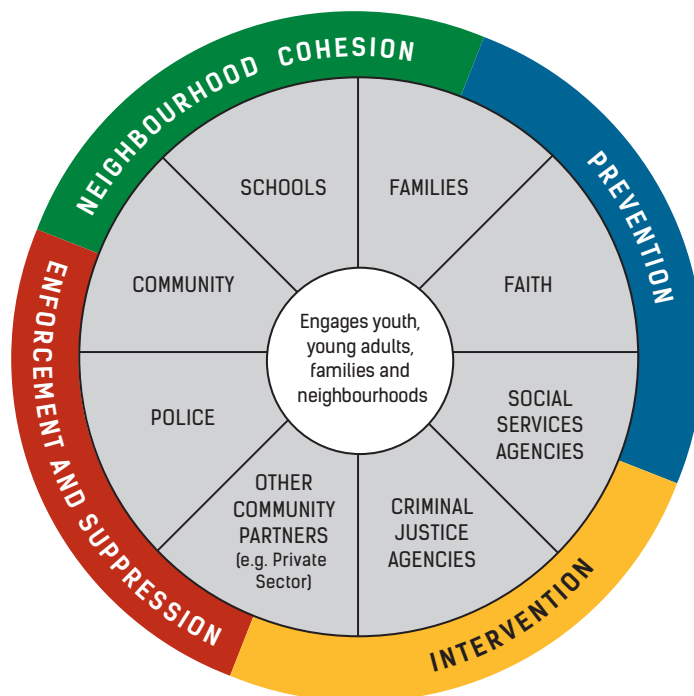 NEIGHBOURHOOD COHESION
PREVENTION
INTERVENTION
ENFORCEMENT AND SUPPRESSION
SCHOOLS
FAMILIES
COMMUNITY
FAITH
Engages youth,
young adults,
families and
neighbourhoods
POLICE
SOCIAL
SERVICES
AGENCIES
OTHER
COMMUNITY
PARTNERS
(e.g. Private
Sector)
CRIMINAL
JUSTICE
AGENCIES